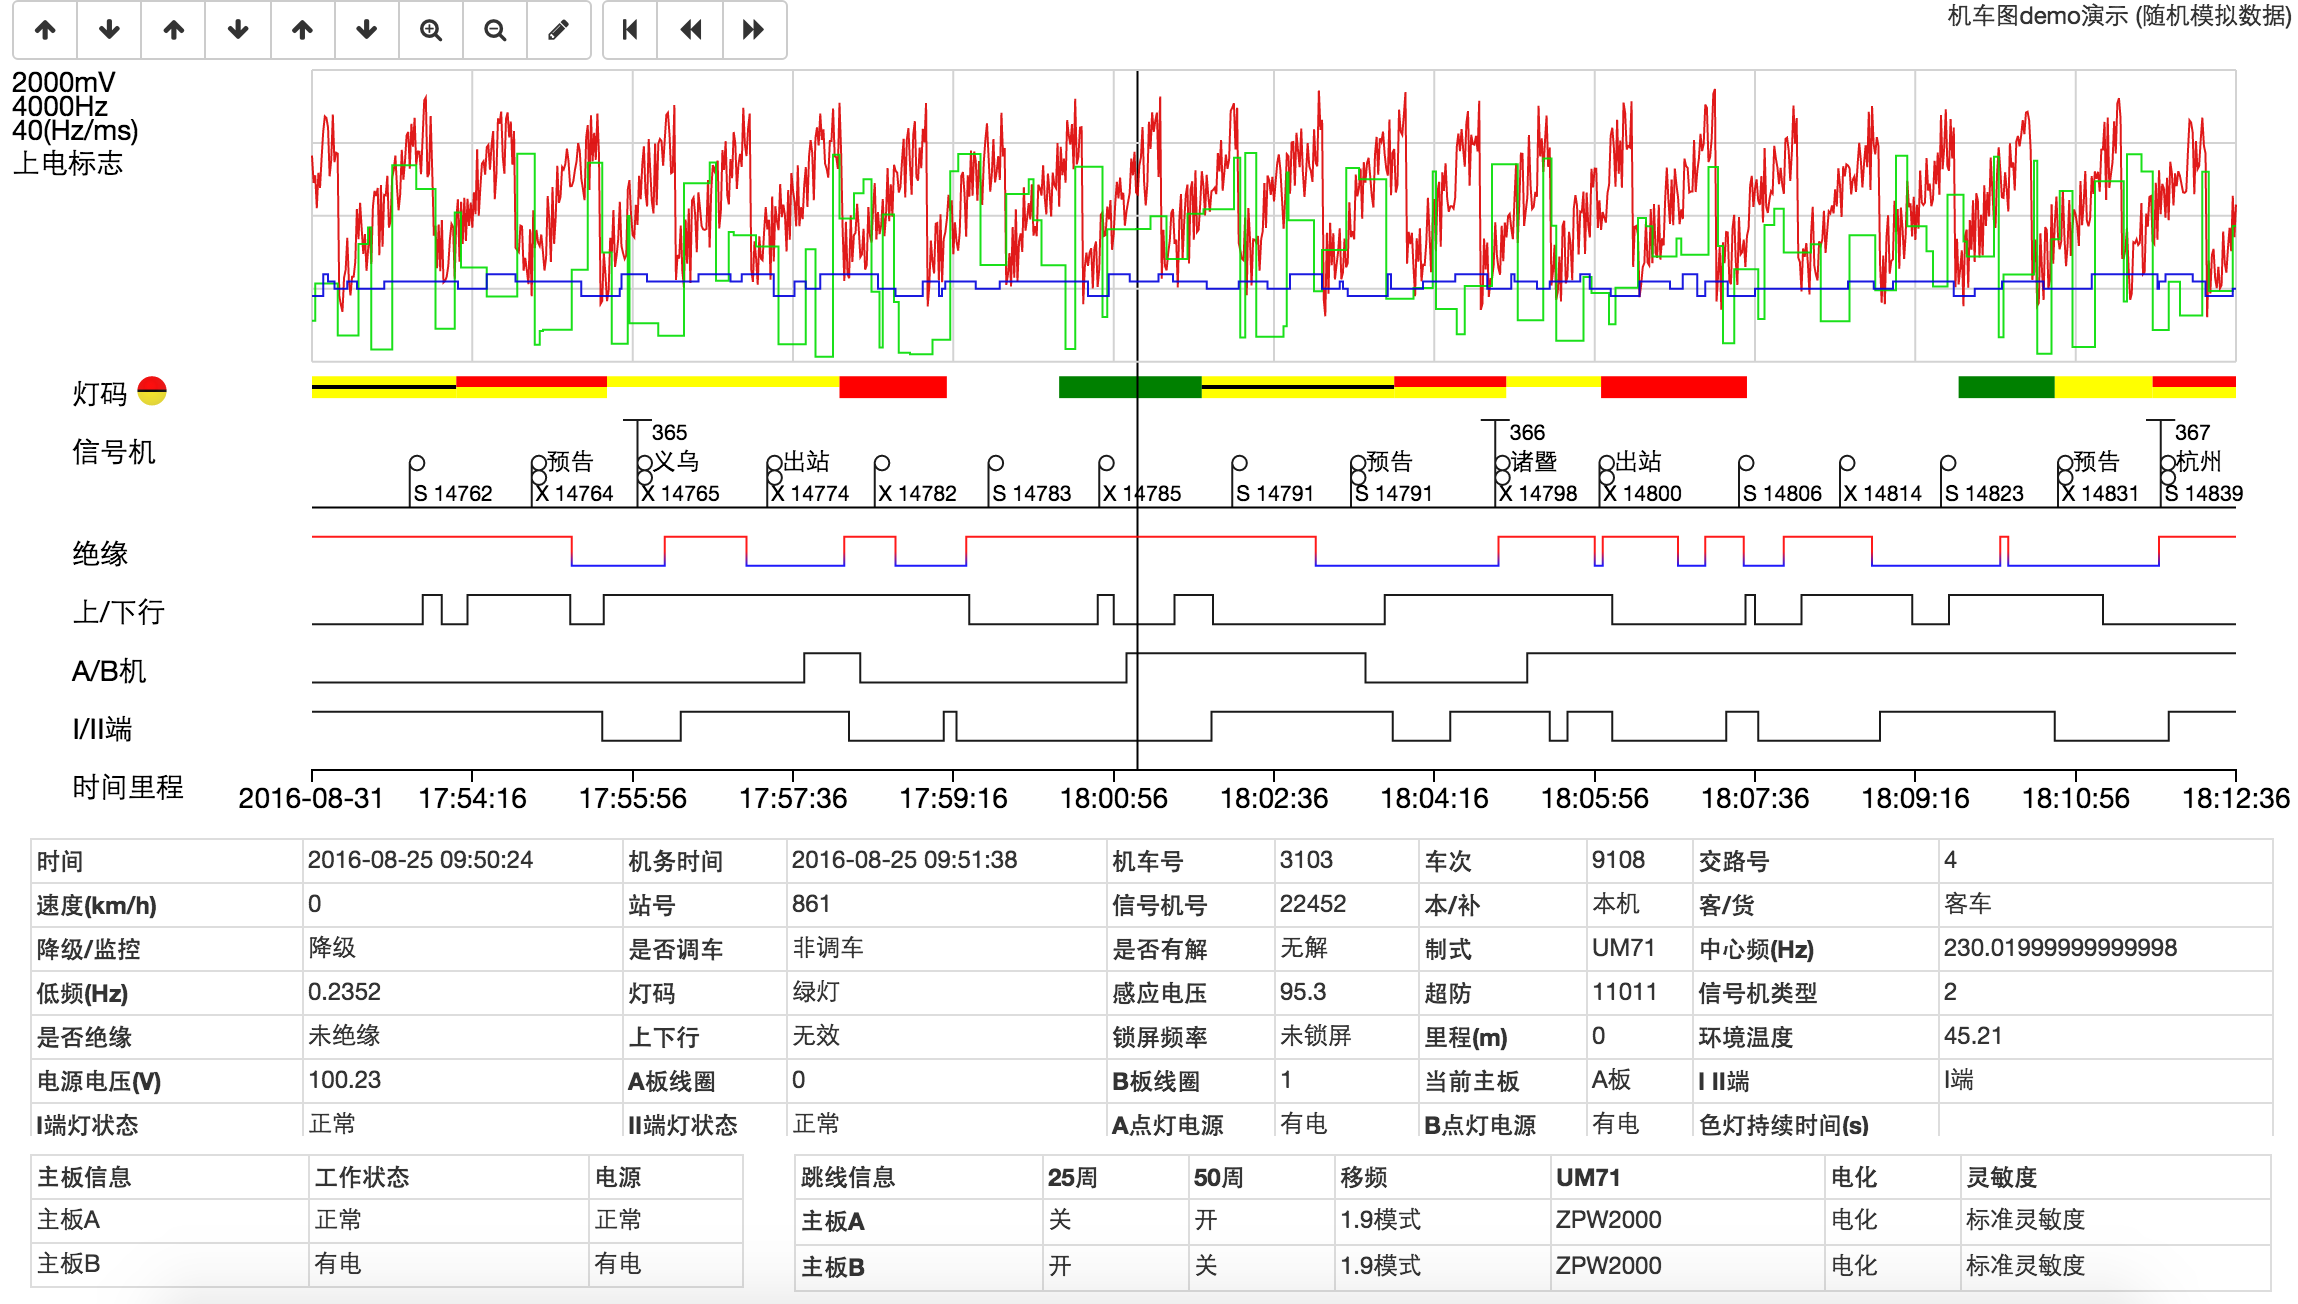 机车图demo演示 (随机模拟数据)
2000mV
4000Hz
40(Hz/ms)
上电标志
灯码
信号机
365 366 367
预告 义乌 出站 预告 诸暨 出站 预告 杭州
S 14762 X 14764 X 14765 X 14774 X 14782 S 14783 X 14785 S 14791 S 14791 X 14798 X 14800 S 14806 X 14814 S 14823 X 14831 S 14839
绝缘
上/下行
A/B机
I/II端
时间里程
2016-08-31 17:54:16 17:55:56 17:57:36 17:59:16 18:00:56 18:02:36 18:04:16 18:05:56 18:07:36 18:09:16 18:10:56 18:12:36
时间 2016-08-25 09:50:24 机务时间 2016-08-25 09:51:38 机车号 3103 车次 9108 交路号 4
速度(km/h) 0 站号 861 信号机号 22452 本/补 本机 客/货 客车
降级/监控 降级 是否调车 非调车 是否有解 无解 制式 UM71 中心频(Hz) 230.01999999999998
低频(Hz) 0.2352 灯码 绿灯 感应电压 95.3 超防 11011 信号机类型 2
是否绝缘 未绝缘 上下行 无效 锁屏频率 未锁屏 里程(m) 0 环境温度 45.21
电源电压(V) 100.23 A板线圈 0 B板线圈 1 当前主板 A板 I II端 I端
I端灯状态 正常 II端灯状态 正常 A点灯电源 有电 B点灯电源 有电 色灯持续时间(s)
主板信息 工作状态 电源
主板A 正常 正常
主板B 有电 有电
跳线信息 25周 50周 移频 UM71 电化 灵敏度
主板A 关 开 1.9模式 ZPW2000 电化 标准灵敏度
主板B 开 关 1.9模式 ZPW2000 电化 标准灵敏度